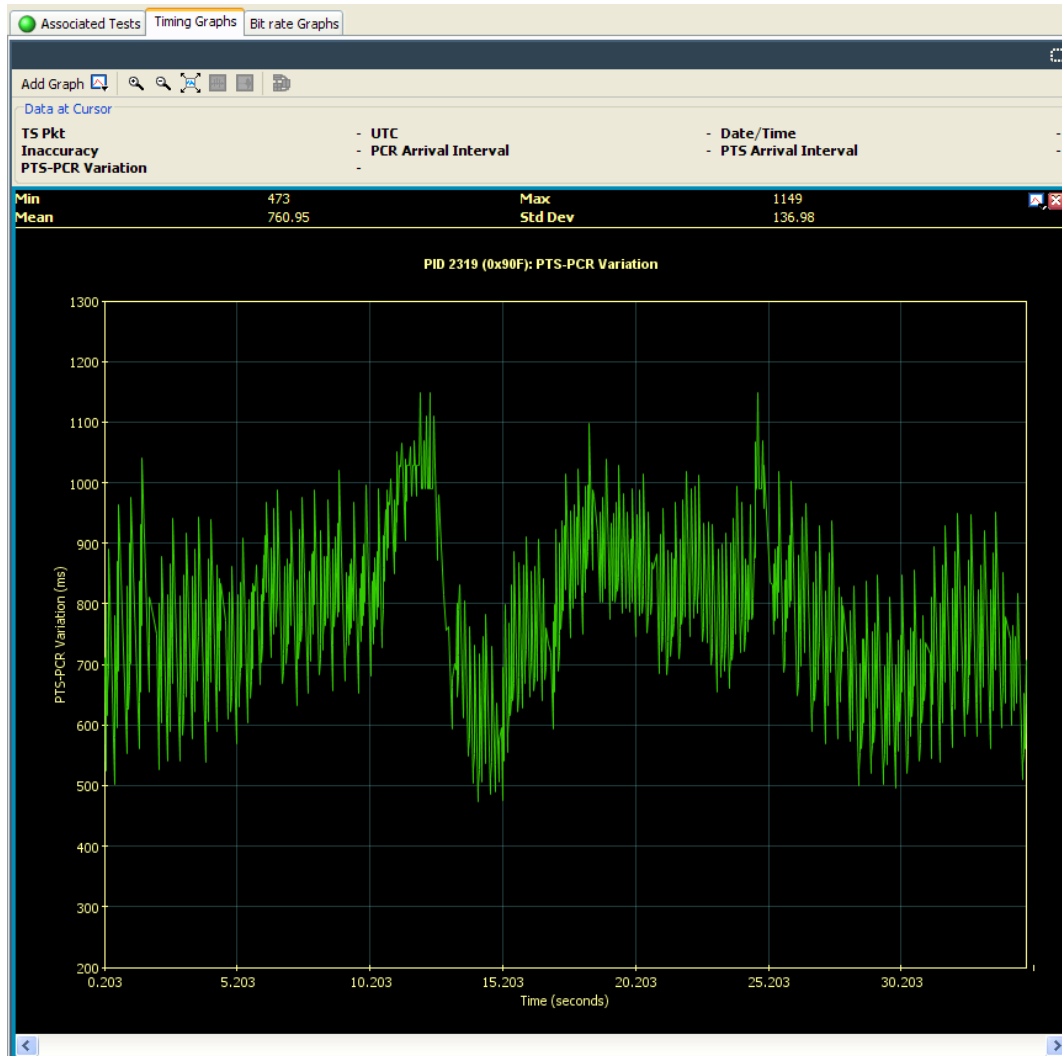 Associated Tests Timing Graphs Bit rate Graphs
Add Graph
Data at Cursor
TS Pkt - UTC - Date/Time -
Inaccuracy - PCR Arrival Interval - PTS Arrival Interval -
PTS-PCR Variation -
Min 473 Max 1149
Mean 760.95 Std Dev 136.98
PID 2319 (0x90F): PTS-PCR Variation
PTS-PCR Variation (ms)
1300
1200
1100
1000
900
800
700
600
500
400
300
200
0.203 5.203 10.203 15.203 20.203 25.203 30.203
Time (seconds)